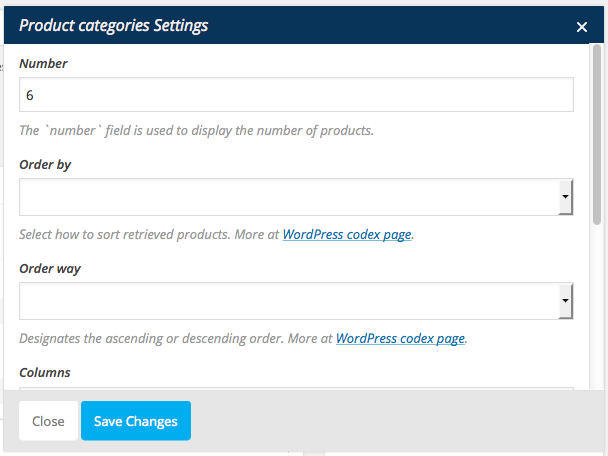 Product categories Settings
×
Number
6
The `number` field is used to display the number of products.
Order by
Select how to sort retrieved products. More at WordPress codex page.
Order way
Designates the ascending or descending order. More at WordPress codex page.
Columns
Close
Save Changes